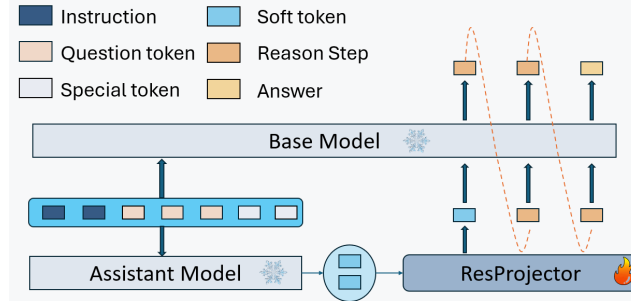 Instruction
Soft token
Question token
Reason Step
Special token
Answer
Base Model
Assistant Model
ResProjector